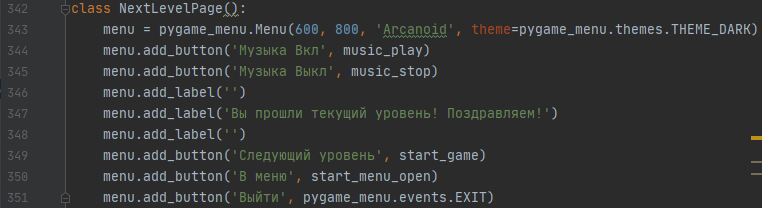 342 class NextLevelPage():
343     menu = pygame_menu.Menu(600, 800, 'Arcanoid', theme=pygame_menu.themes.THEME_DARK)
344     menu.add_button('Музыка Вкл', music_play)
345     menu.add_button('Музыка Выкл', music_stop)
346     menu.add_label('')
347     menu.add_label('Вы прошли текущий уровень! Поздравляем!')
348     menu.add_label('')
349     menu.add_button('Следующий уровень', start_game)
350     menu.add_button('В меню', start_menu_open)
351     menu.add_button('Выйти', pygame_menu.events.EXIT)